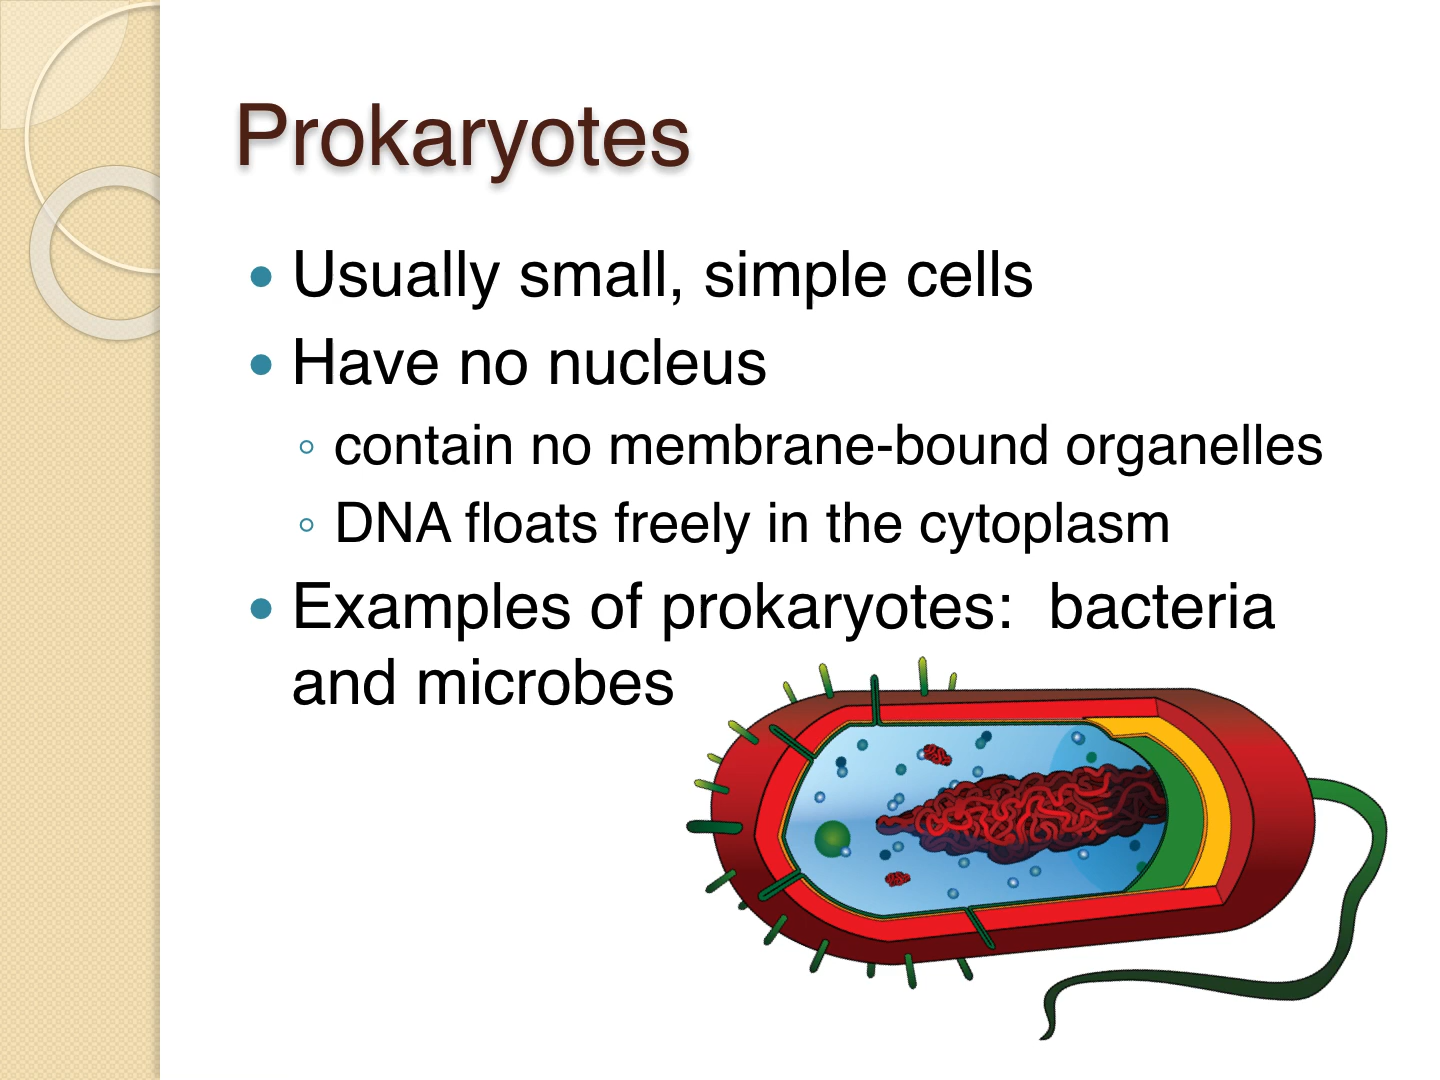 Prokaryotes
• Usually small, simple cells
• Have no nucleus
◦ contain no membrane-bound organelles
◦ DNA floats freely in the cytoplasm
• Examples of prokaryotes:  bacteria
and microbes